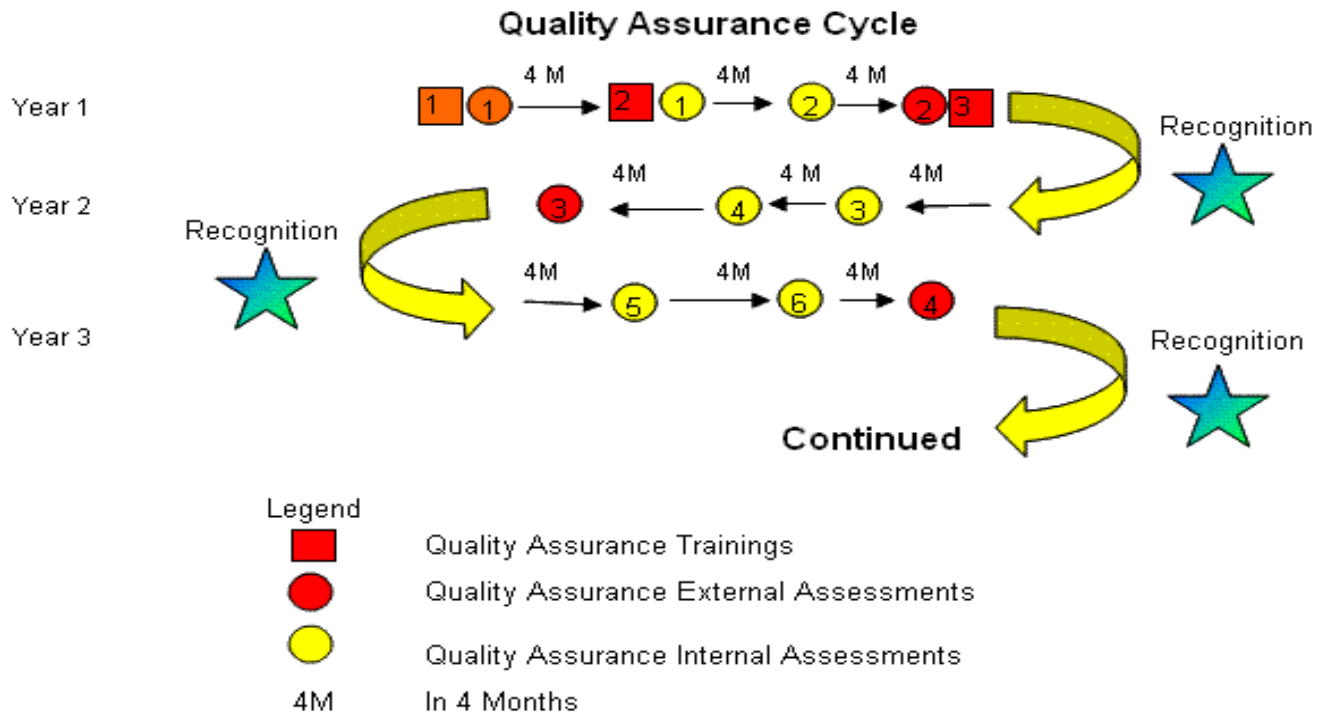 Quality Assurance Cycle
4 M 4M 4 M
Year 1 1 1 2 1 2 2 3
Recognition
4M 4 M 4M
Year 2 3 4 3
Recognition
4M 4M 4M
5 6 4
Year 3
Recognition
Continued
Legend
Quality Assurance Trainings
Quality Assurance External Assessments
Quality Assurance Internal Assessments
4M In 4 Months